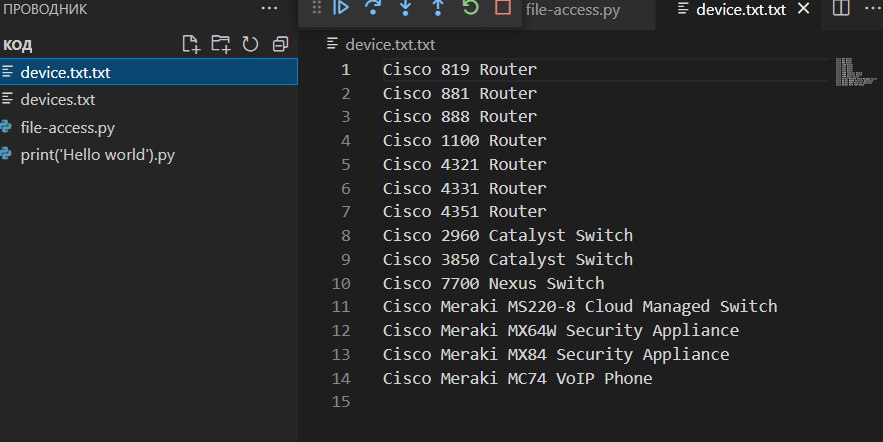 ПРОВОДНИК
КОД
device.txt.txt
devices.txt
file-access.py
print('Hello world').py
file-access.py
device.txt.txt
device.txt.txt
1 Cisco 819 Router
2 Cisco 881 Router
3 Cisco 888 Router
4 Cisco 1100 Router
5 Cisco 4321 Router
6 Cisco 4331 Router
7 Cisco 4351 Router
8 Cisco 2960 Catalyst Switch
9 Cisco 3850 Catalyst Switch
10 Cisco 7700 Nexus Switch
11 Cisco Meraki MS220-8 Cloud Managed Switch
12 Cisco Meraki MX64W Security Appliance
13 Cisco Meraki MX84 Security Appliance
14 Cisco Meraki MC74 VoIP Phone
15